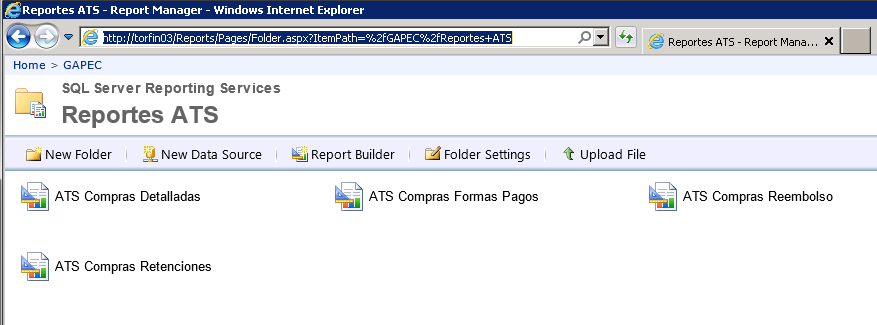 Reportes ATS - Report Manager - Windows Internet Explorer
http://torfin03/Reports/Pages/Folder.aspx?ItemPath=%2fGAPEC%2fReportes+ATS
Reportes ATS - Report Mana...
Home > GAPEC
SQL Server Reporting Services
Reportes ATS
New Folder New Data Source Report Builder Folder Settings Upload File
ATS Compras Detalladas ATS Compras Formas Pagos ATS Compras Reembolso
ATS Compras Retenciones